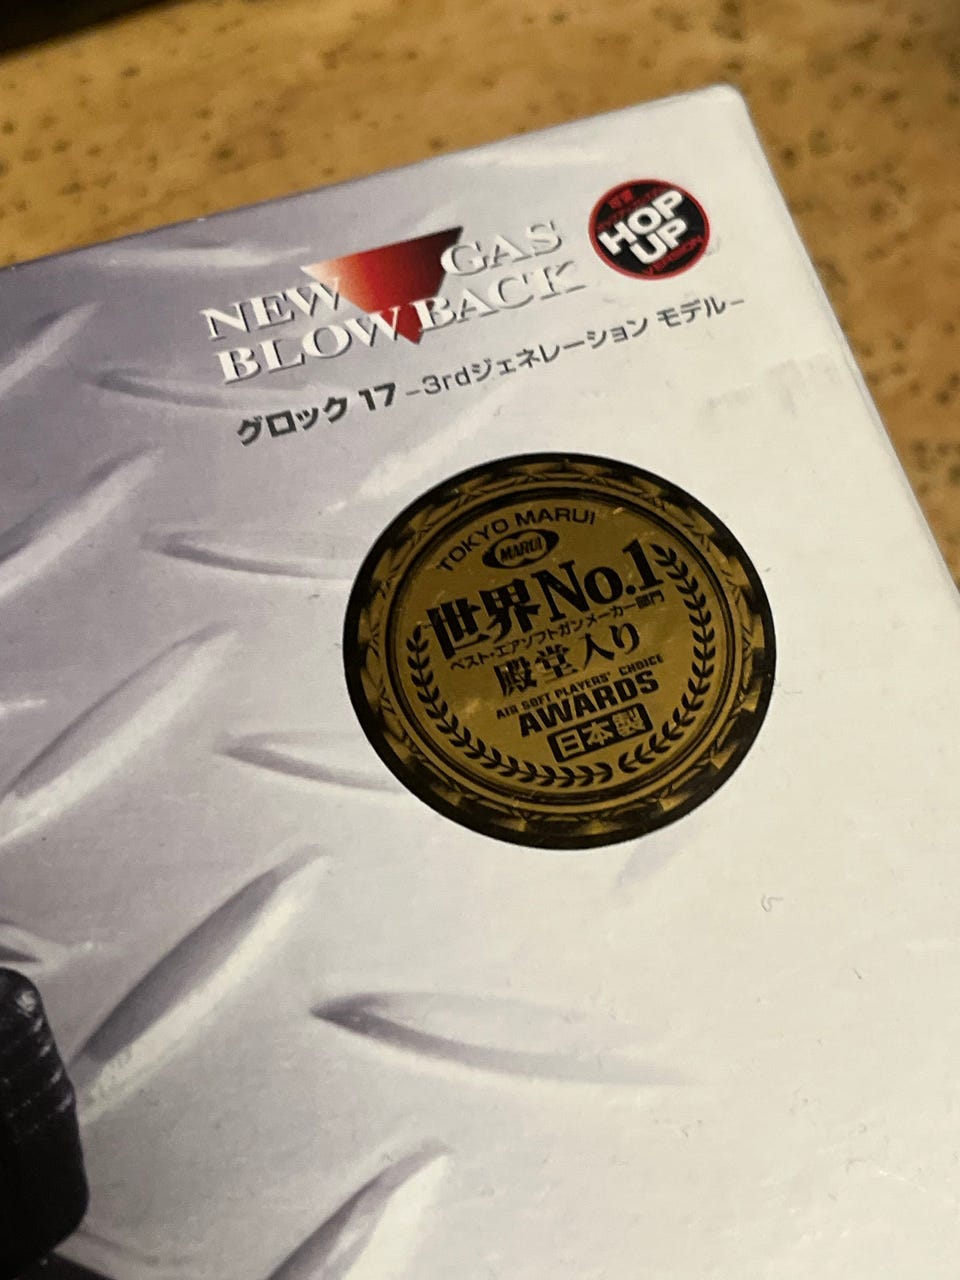 NEW GAS
BLOWBACK
HOP
UP
VERSION
グロック 17 -3rdジェネレーション モデル-
TOKYO MARUI
MARUI
世界No.1
ベスト・エアソフトガンメーカー部門
殿堂入り
AIR SOFT PLAYERS' CHOICE
AWARDS
日本製